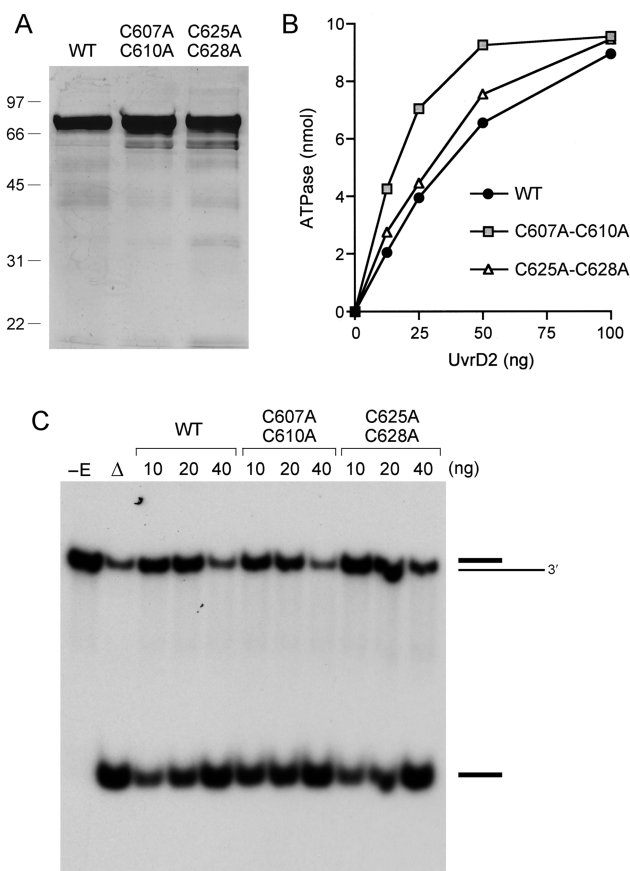 A
WT
C607A C625A
C610A C628A
97
66
45
31
22
B
10
8
6
4
2
0
ATPase (nmol)
WT
C607A-C610A
C625A-C628A
0 25 50 75 100
UvrD2 (ng)
C
WT
C607A
C610A
C625A
C628A
–E Δ 10 20 40 10 20 40 10 20 40 (ng)
3′